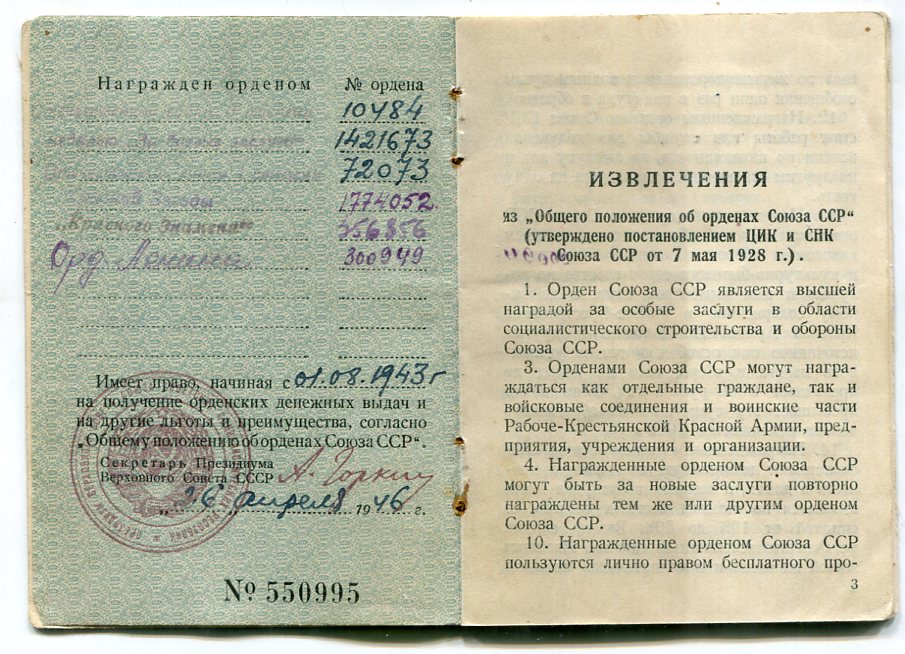 Награжден орденом № ордена
10484
медалью "За боевые заслуги" 1421673
72073
Звезды 1774052
„Красного Знамени" 356856
Орд Ленина 300949
Имеет право, начиная с 01.08.1943 г
на получение орденских денежных выдач и
на другие льготы и преимущества, согласно
„Общему положению об орденах Союза ССР“.
Секретарь Президиума
Верховного Совета СССР А. Горкин
„26“ апреля 1946 г.
№ 550995
ИЗВЛЕЧЕНИЯ
из „Общего положения об орденах Союза ССР“
(утверждено постановлением ЦИК и СНК
Союза ССР от 7 мая 1928 г.).
1. Орден Союза ССР является высшей
наградой за особые заслуги в области
социалистического строительства и обороны
Союза ССР.
3. Орденами Союза ССР могут награ-
ждаться как отдельные граждане, так и
войсковые соединения и воинские части
Рабоче-Крестьянской Красной Армии, пред-
приятия, учреждения и организации.
4. Награжденные орденом Союза ССР
могут быть за новые заслуги повторно
награждены тем же или другим орденом
Союза ССР.
10. Награжденные орденом Союза ССР
пользуются лично правом бесплатного про-
3